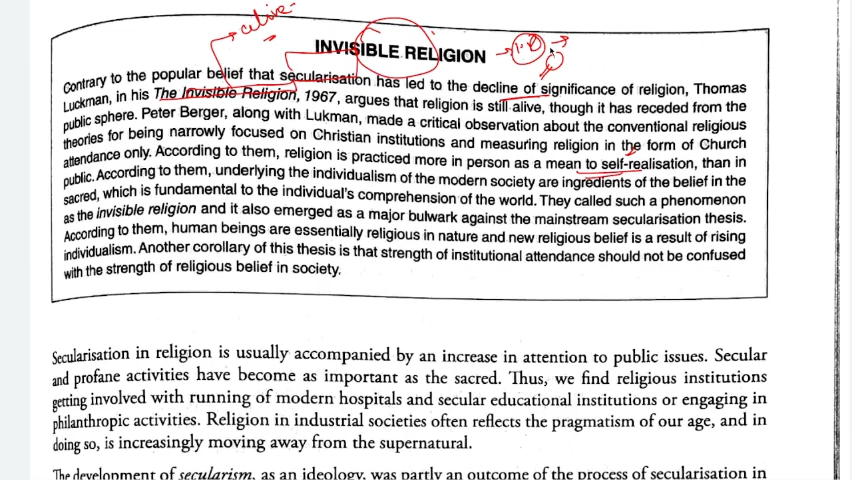 alive
INVISIBLE RELIGION
Contrary to the popular belief that secularisation has led to the decline of significance of religion, Thomas
Luckman, in his The Invisible Religion, 1967, argues that religion is still alive, though it has receded from the
public sphere. Peter Berger, along with Lukman, made a critical observation about the conventional religious
theories for being narrowly focused on Christian institutions and measuring religion in the form of Church
attendance only. According to them, religion is practiced more in person as a mean to self-realisation, than in
public. According to them, underlying the individualism of the modern society are ingredients of the belief in the
sacred, which is fundamental to the individual's comprehension of the world. They called such a phenomenon
as the invisible religion and it also emerged as a major bulwark against the mainstream secularisation thesis.
According to them, human beings are essentially religious in nature and new religious belief is a result of rising
individualism. Another corollary of this thesis is that strength of institutional attendance should not be confused
with the strength of religious belief in society.
Secularisation in religion is usually accompanied by an increase in attention to public issues. Secular
and profane activities have become as important as the sacred. Thus, we find religious institutions
getting involved with running of modern hospitals and secular educational institutions or engaging in
philanthropic activities. Religion in industrial societies often reflects the pragmatism of our age, and in
doing so, is increasingly moving away from the supernatural.
The development of secularism, as an ideology, was partly an outcome of the process of secularisation in